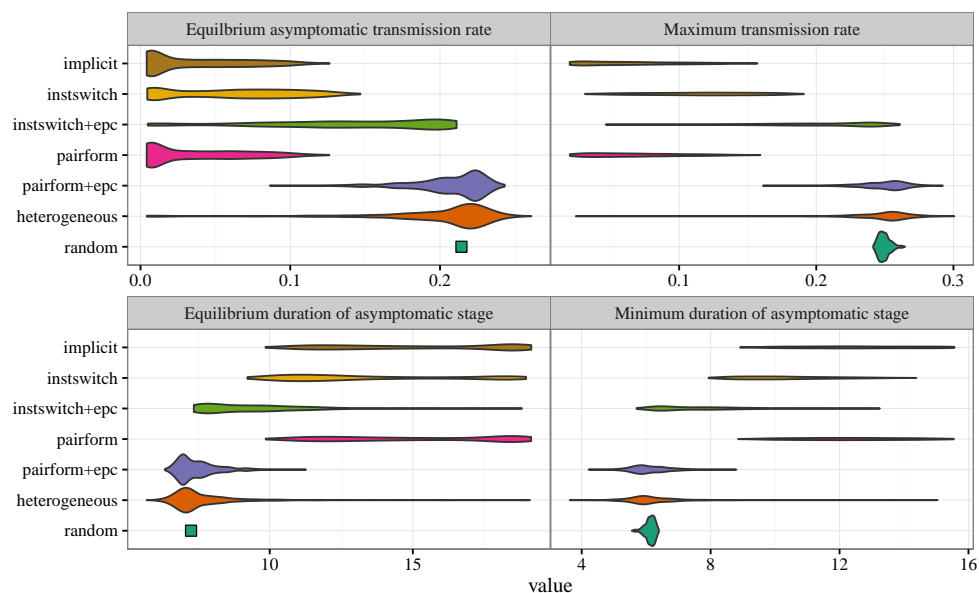 Equilbrium asymptomatic transmission rate
Maximum transmission rate
implicit
instswitch
instswitch+epc
pairform
pairform+epc
heterogeneous
random
0.0 0.1 0.2
0.1 0.2 0.3
Equilibrium duration of asymptomatic stage
Minimum duration of asymptomatic stage
implicit
instswitch
instswitch+epc
pairform
pairform+epc
heterogeneous
random
10 15
4 8 12 16
value